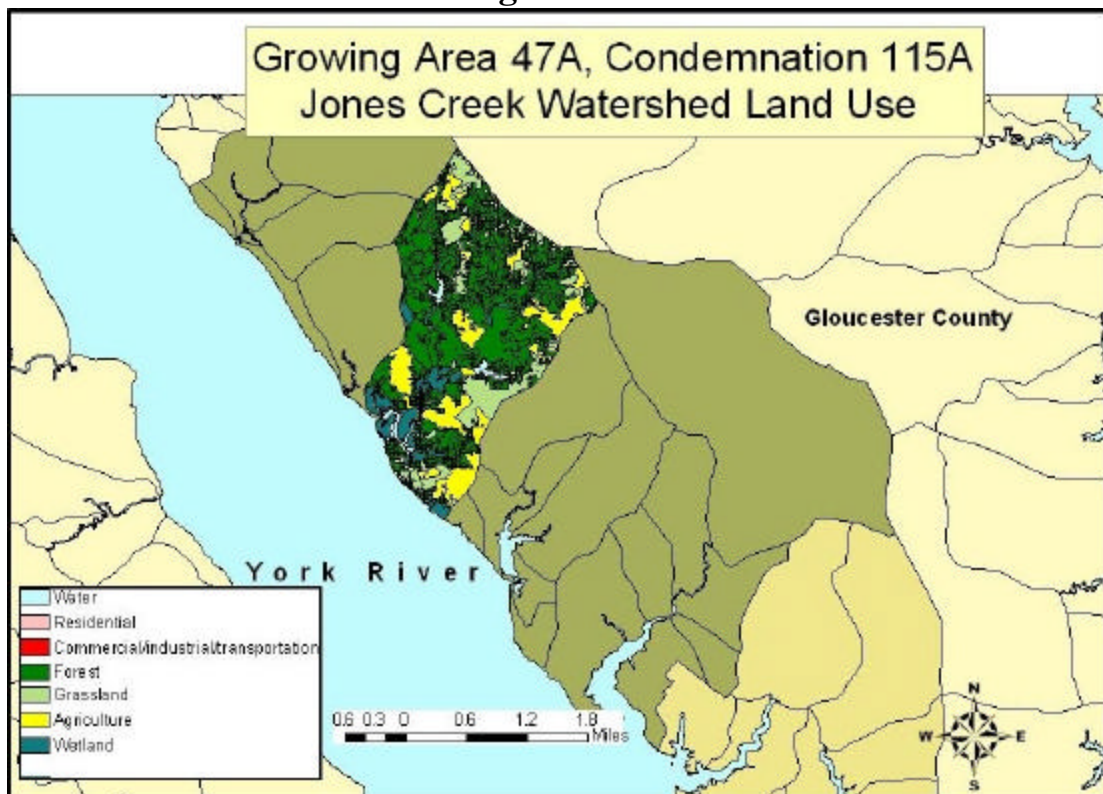 Growing Area 47A, Condemnation 115A
Jones Creek Watershed Land Use
Gloucester County
York River
Water
Residential
Commercial/industrial/transportation
Forest
Grassland
Agriculture
Wetland
0.6 0.3 0 0.6 1.2 1.8
Miles
N
W E
S